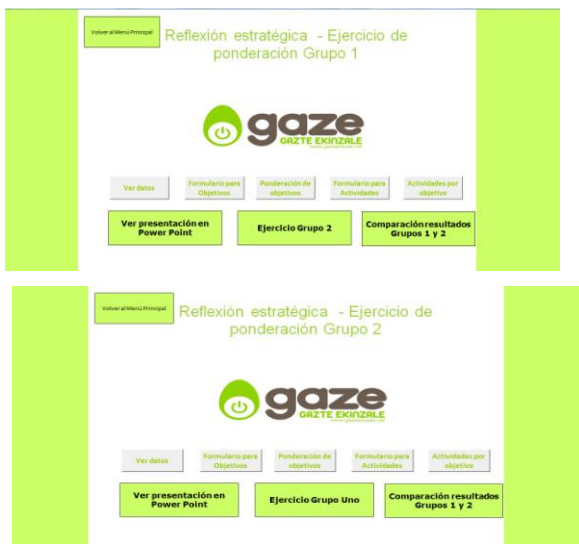 Volver al Menú Principal
Reflexión estratégica - Ejercicio de
ponderación Grupo 1
gaze
GAZTE EKINZALE
Ver datos
Formulario para
Objetivos
Ponderación de
objetivos
Formulario para
Actividades
Actividades por
objetivo
Ver presentación en
Power Point
Ejercicio Grupo 2
Comparación resultados
Grupos 1 y 2
Volver al Menú Principal
Reflexión estratégica - Ejercicio de
ponderación Grupo 2
gaze
GAZTE EKINZALE
Ver datos
Formulario para
Objetivos
Ponderación de
objetivos
Formulario para
Actividades
Actividades por
objetivo
Ver presentación en
Power Point
Ejercicio Grupo Uno
Comparación resultados
Grupos 1 y 2